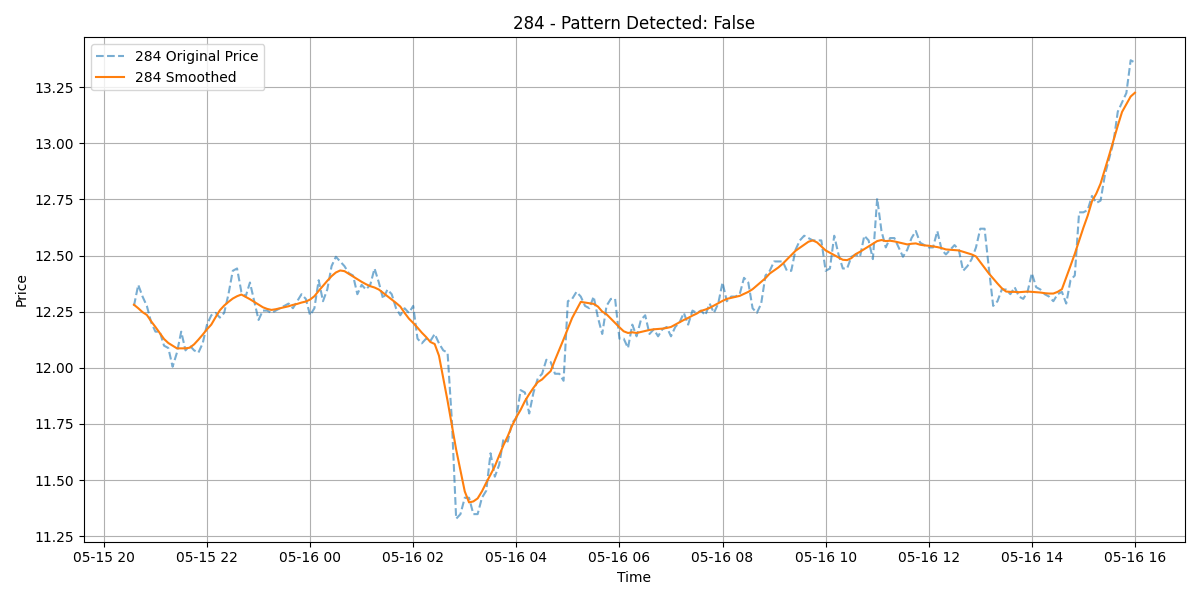 284 - Pattern Detected: False
284 Original Price
284 Smoothed
Price
13.25
13.00
12.75
12.50
12.25
12.00
11.75
11.50
11.25
05-15 20 05-15 22 05-16 00 05-16 02 05-16 04 05-16 06 05-16 08 05-16 10 05-16 12 05-16 14 05-16 16
Time